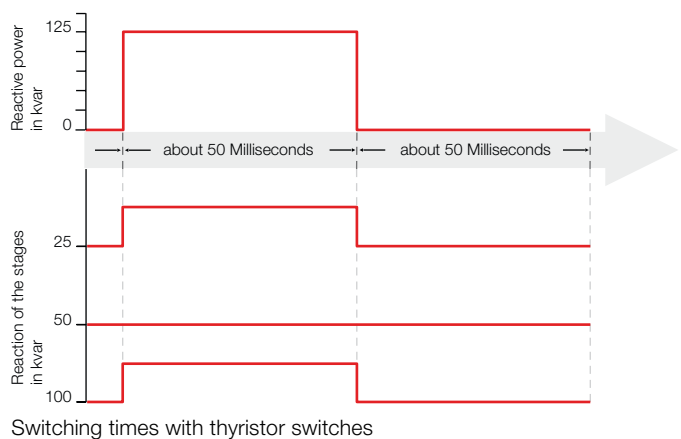 Reactive power
in kvar
125
0
about 50 Milliseconds
about 50 Milliseconds
Reaction of the stages
in kvar
25
50
100
Switching times with thyristor switches